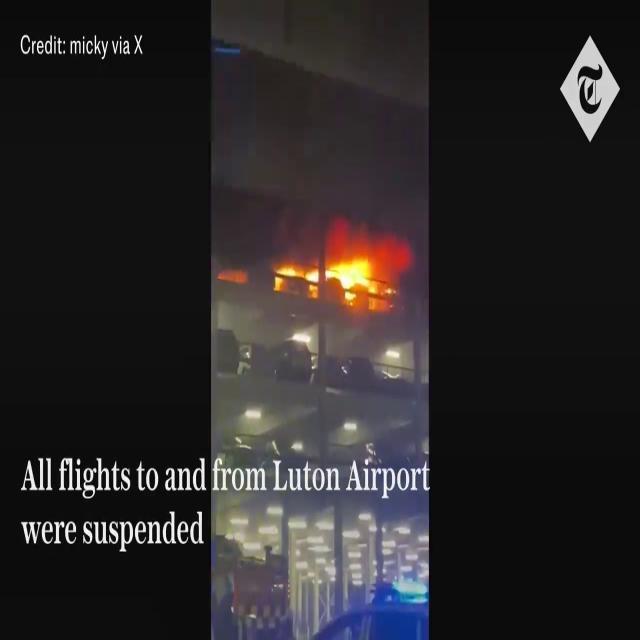 Credit: micky via X
T
All flights to and from Luton Airport
were suspended